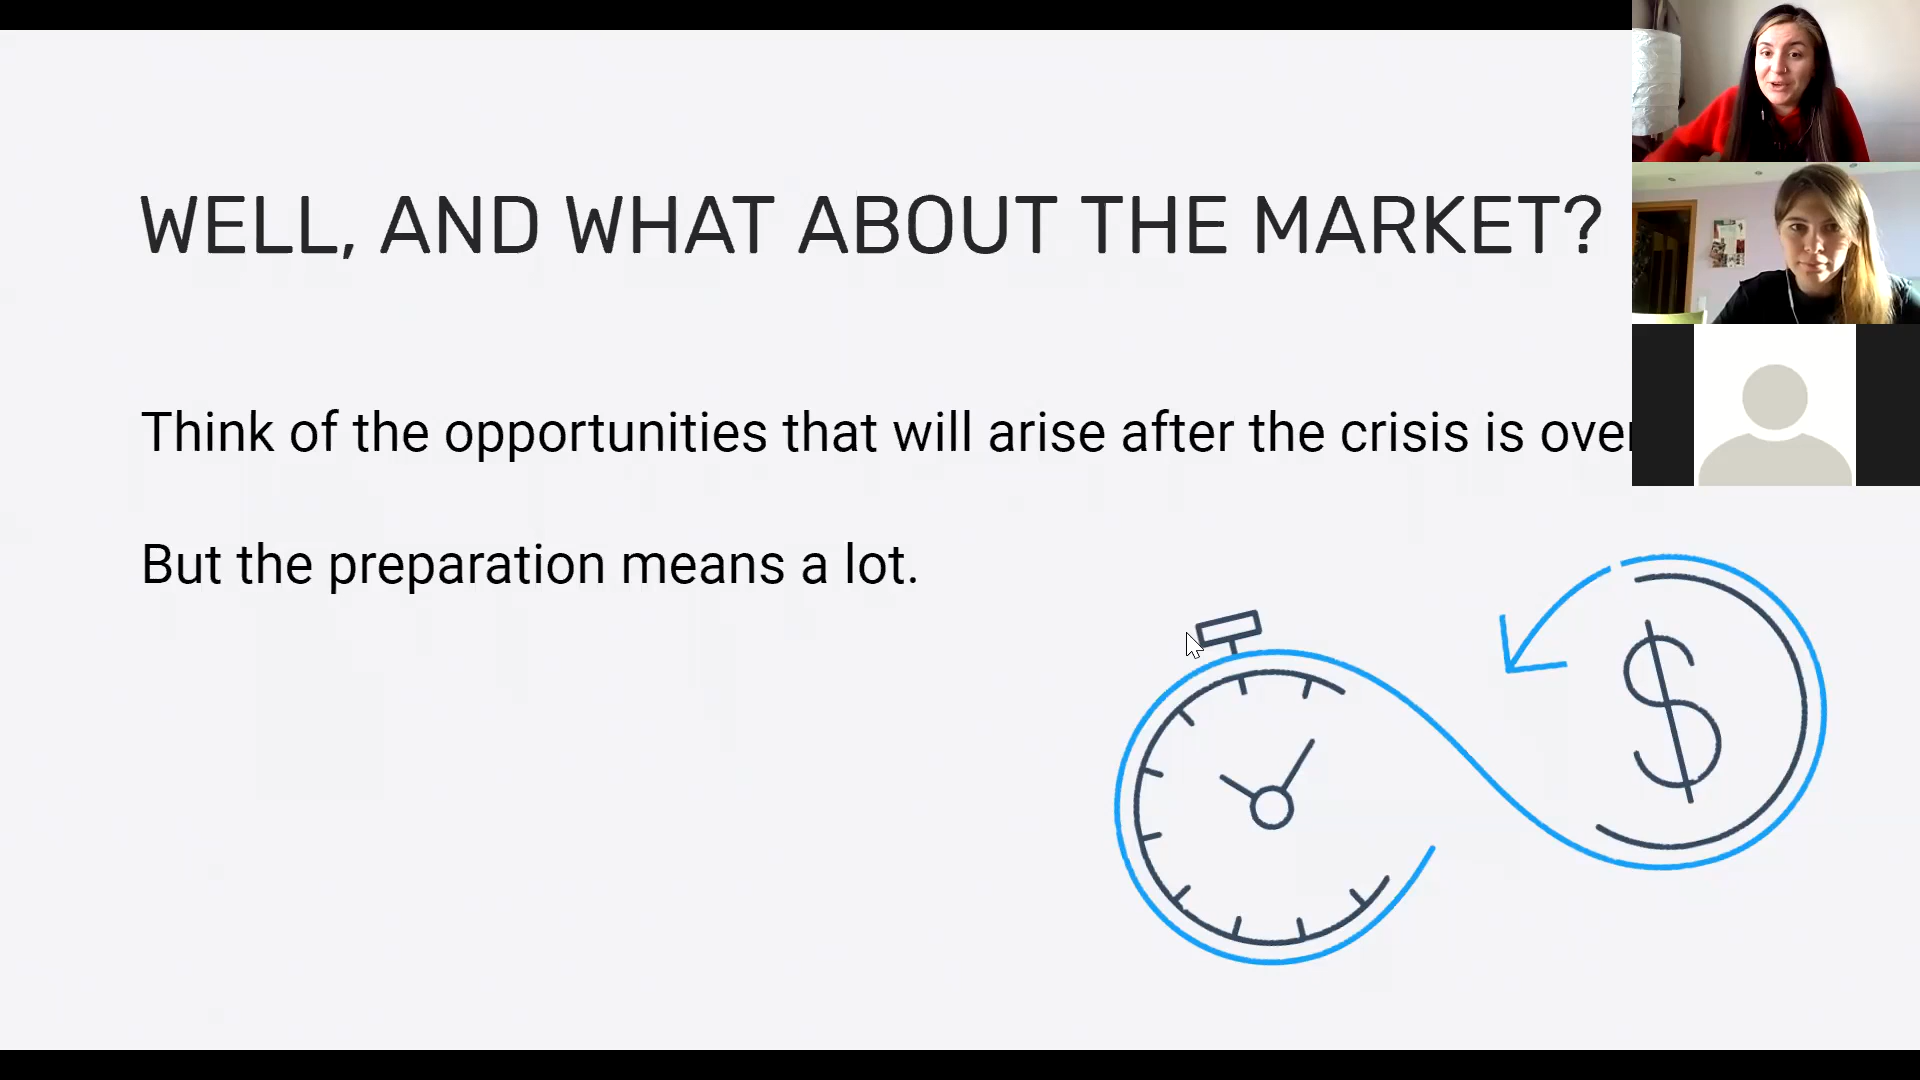 WELL, AND WHAT ABOUT THE MARKET?
Think of the opportunities that will arise after the crisis is over
But the preparation means a lot.
$